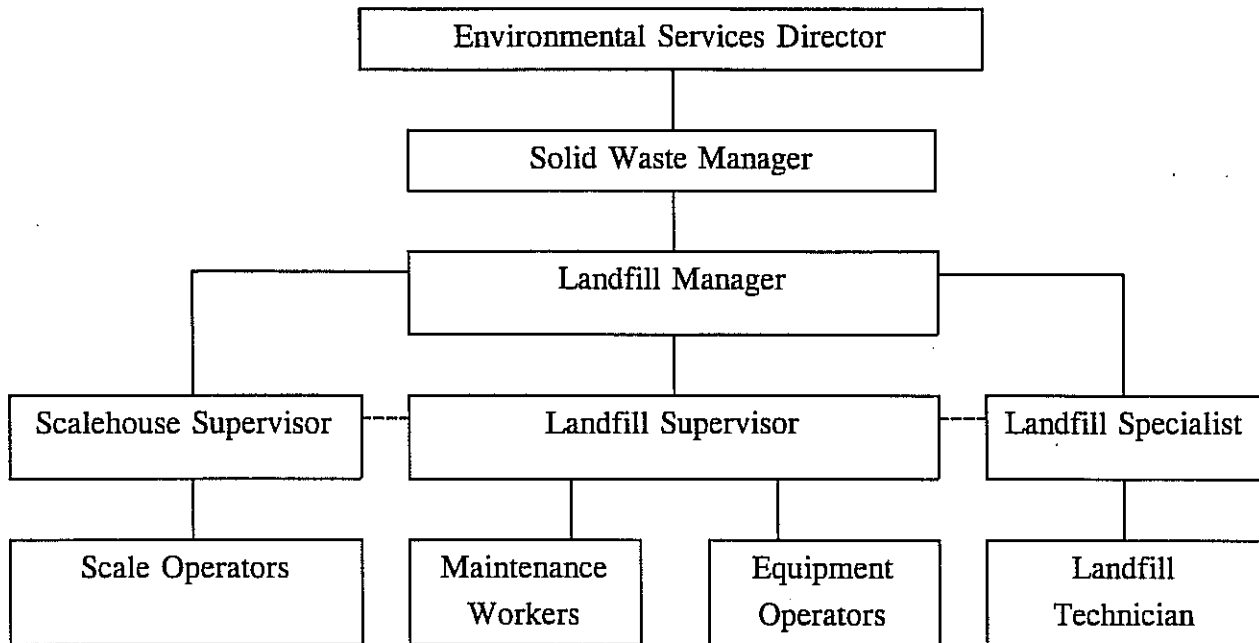 Environmental Services Director
Solid Waste Manager
Landfill Manager
Scalehouse Supervisor
Landfill Supervisor
Landfill Specialist
Scale Operators
Maintenance
Workers
Equipment
Operators
Landfill
Technician